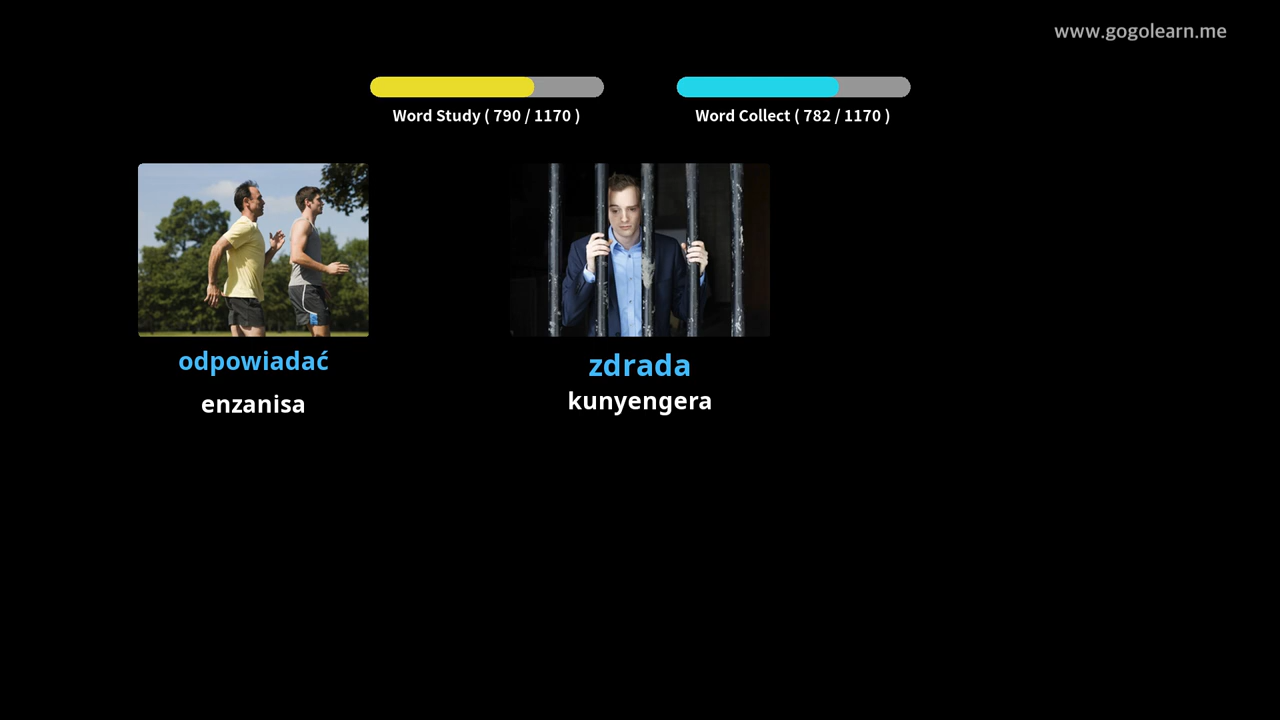 www.gogolearn.me
Word Study ( 790 / 1170 )
Word Collect ( 782 / 1170 )
odpowiadać
enzanisa
zdrada
kunyengera